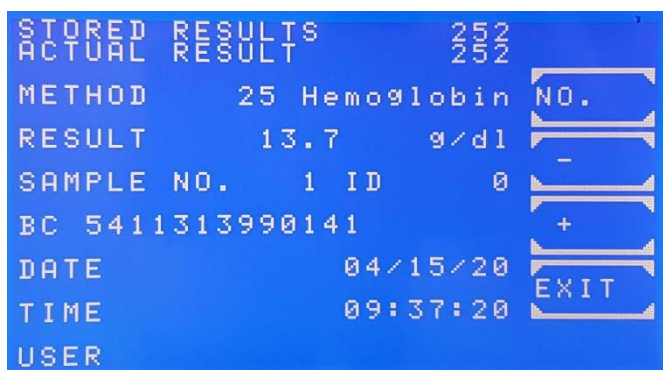 STORED RESULTS 252
ACTUAL RESULT 252
METHOD 25 Hemoglobin
NO.
RESULT 13.7 g/dl
-
SAMPLE NO. 1 ID 0
BC 5411313990141
+
DATE 04/15/20
EXIT
TIME 09:37:20
USER